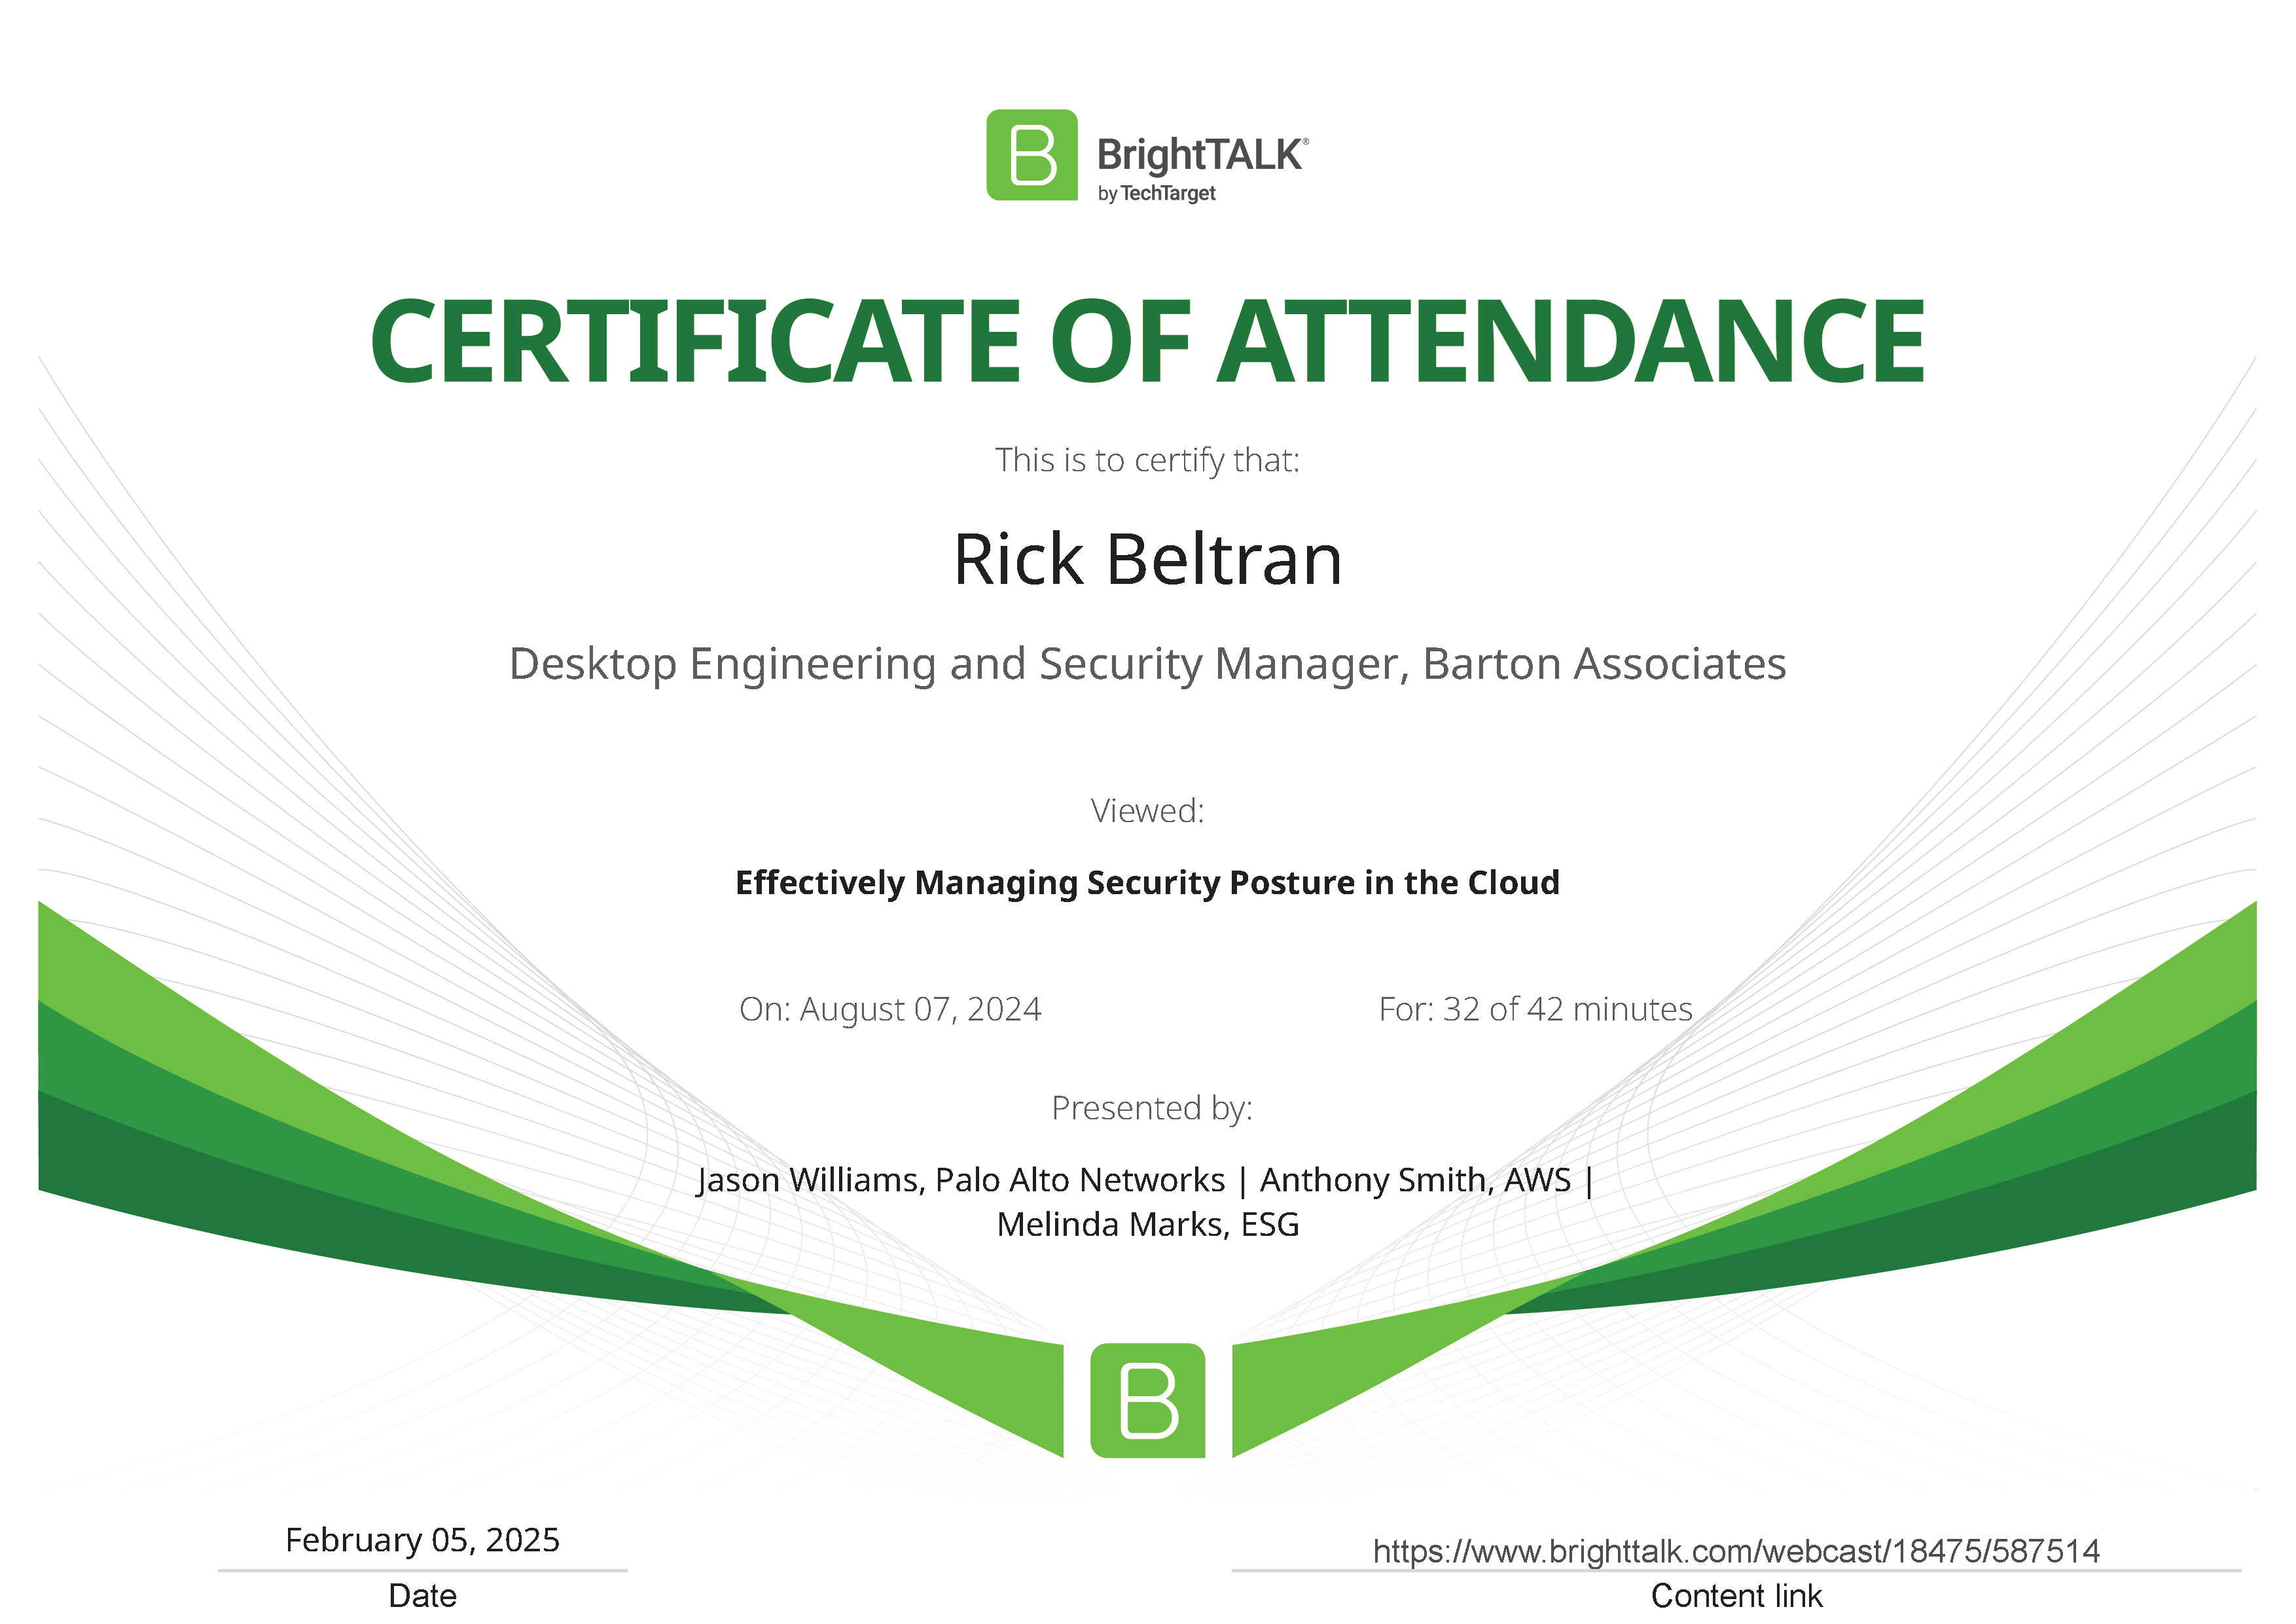 B BrightTALK®
by TechTarget
CERTIFICATE OF ATTENDANCE
This is to certify that:
Rick Beltran
Desktop Engineering and Security Manager, Barton Associates
Viewed:
Effectively Managing Security Posture in the Cloud
On: August 07, 2024 For: 32 of 42 minutes
Presented by:
Jason Williams, Palo Alto Networks | Anthony Smith, AWS |
Melinda Marks, ESG
B
February 05, 2025 https://www.brighttalk.com/webcast/18475/587514
Date Content link